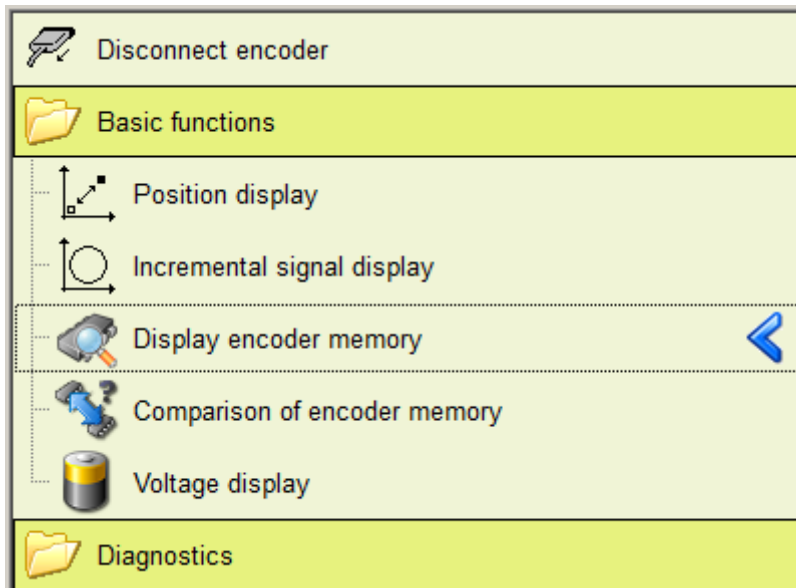 Disconnect encoder
Basic functions
Position display
Incremental signal display
Display encoder memory
Comparison of encoder memory
Voltage display
Diagnostics